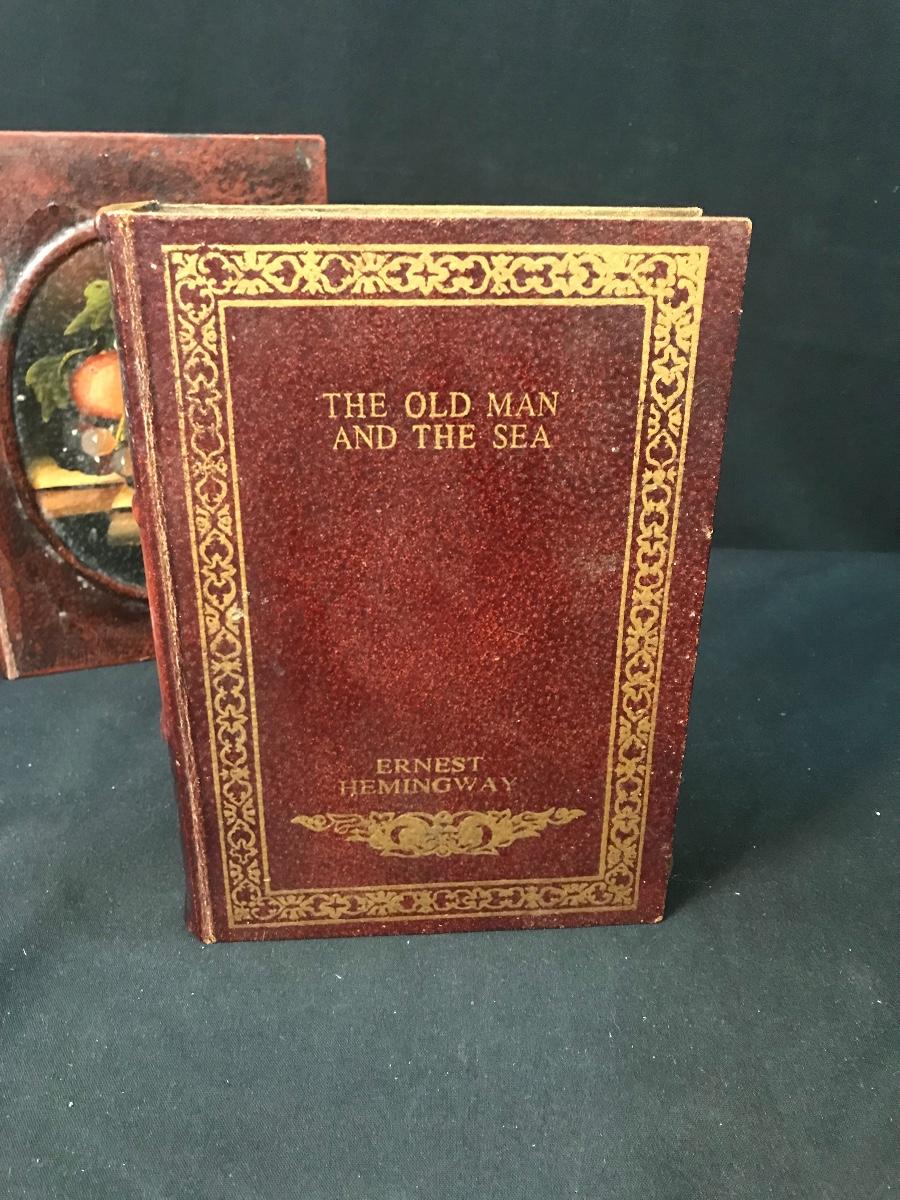 THE OLD MAN
AND THE SEA
ERNEST
HEMINGWAY